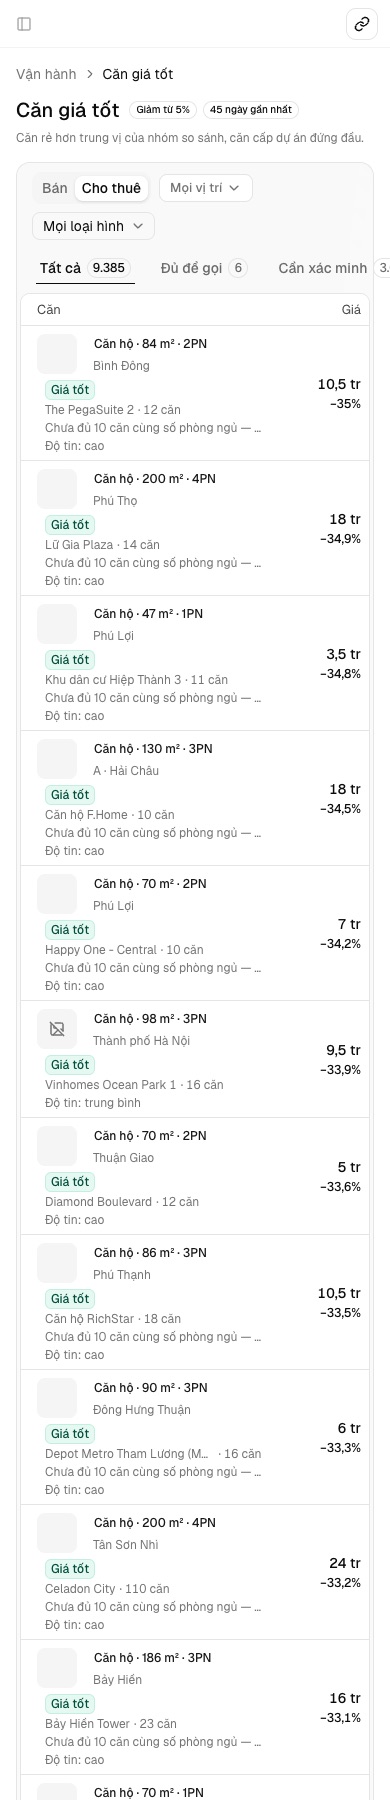 Vận hành > Căn giá tốt
Căn giá tốt Giảm từ 5% 45 ngày gần nhất
Căn rẻ hơn trung vị của nhóm so sánh, căn cấp dự án đứng đầu.
Bán Cho thuê Mọi vị trí
Mọi loại hình
Tất cả 9.385 Đủ để gọi 6 Cần xác minh 3.
Căn Giá
Căn hộ · 84 m² · 2PN
Bình Đông
Giá tốt
10,5 tr
−35%
The PegaSuite 2 · 12 căn
Chưa đủ 10 căn cùng số phòng ngủ — ...
Độ tin: cao
Căn hộ · 200 m² · 4PN
Phú Thọ
Giá tốt
18 tr
−34,9%
Lữ Gia Plaza · 14 căn
Chưa đủ 10 căn cùng số phòng ngủ — ...
Độ tin: cao
Căn hộ · 47 m² · 1PN
Phú Lợi
Giá tốt
3,5 tr
−34,8%
Khu dân cư Hiệp Thành 3 · 11 căn
Chưa đủ 10 căn cùng số phòng ngủ — ...
Độ tin: cao
Căn hộ · 130 m² · 3PN
A · Hải Châu
Giá tốt
18 tr
−34,5%
Căn hộ F.Home · 10 căn
Chưa đủ 10 căn cùng số phòng ngủ — ...
Độ tin: cao
Căn hộ · 70 m² · 2PN
Phú Lợi
Giá tốt
7 tr
−34,2%
Happy One - Central · 10 căn
Chưa đủ 10 căn cùng số phòng ngủ — ...
Độ tin: cao
Căn hộ · 98 m² · 3PN
Thành phố Hà Nội
Giá tốt
9,5 tr
−33,9%
Vinhomes Ocean Park 1 · 16 căn
Độ tin: trung bình
Căn hộ · 70 m² · 2PN
Thuận Giao
Giá tốt
5 tr
−33,6%
Diamond Boulevard · 12 căn
Độ tin: cao
Căn hộ · 86 m² · 3PN
Phú Thạnh
Giá tốt
10,5 tr
−33,5%
Căn hộ RichStar · 18 căn
Chưa đủ 10 căn cùng số phòng ngủ — ...
Độ tin: cao
Căn hộ · 90 m² · 3PN
Đông Hưng Thuận
Giá tốt
6 tr
−33,3%
Depot Metro Tham Lương (M... · 16 căn
Chưa đủ 10 căn cùng số phòng ngủ — ...
Độ tin: cao
Căn hộ · 200 m² · 4PN
Tân Sơn Nhì
Giá tốt
24 tr
−33,2%
Celadon City · 110 căn
Chưa đủ 10 căn cùng số phòng ngủ — ...
Độ tin: cao
Căn hộ · 186 m² · 3PN
Bảy Hiền
Giá tốt
16 tr
−33,1%
Bảy Hiền Tower · 23 căn
Chưa đủ 10 căn cùng số phòng ngủ — ...
Độ tin: cao
Căn hộ · 70 m² · 1PN